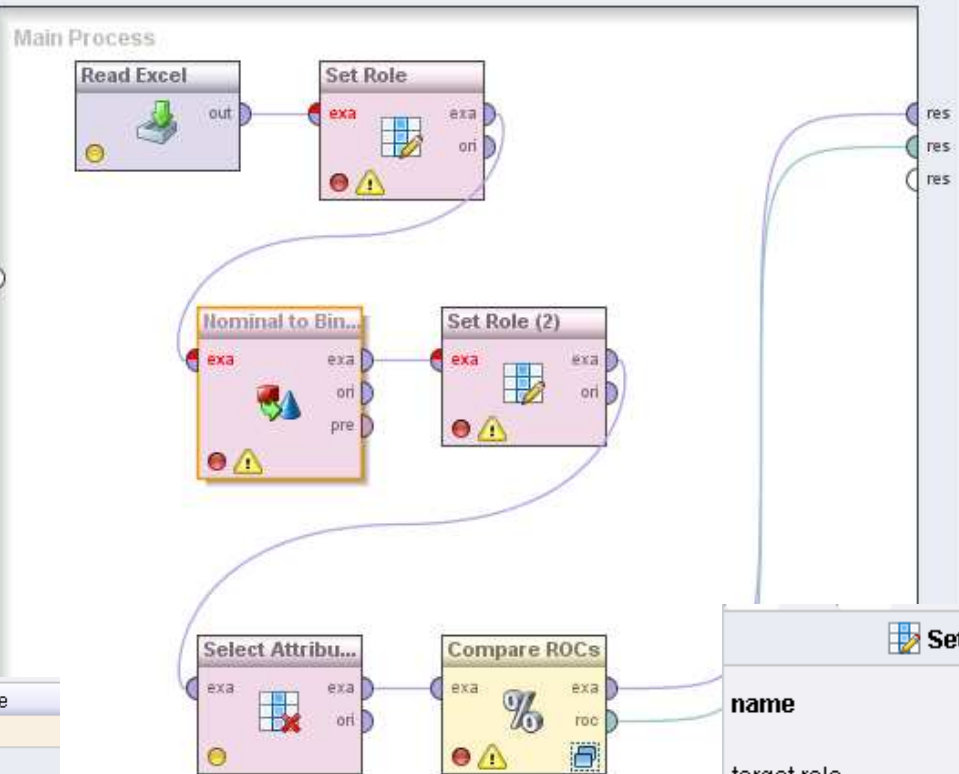 Main Process
Read Excel
out
Set Role
exa
exa
ori
res
res
res
Nominal to Bin...
exa
exa
ori
pre
Set Role (2)
exa
exa
ori
Select Attribu...
exa
exa
ori
Compare ROCs
%
exa
exa
roc
name